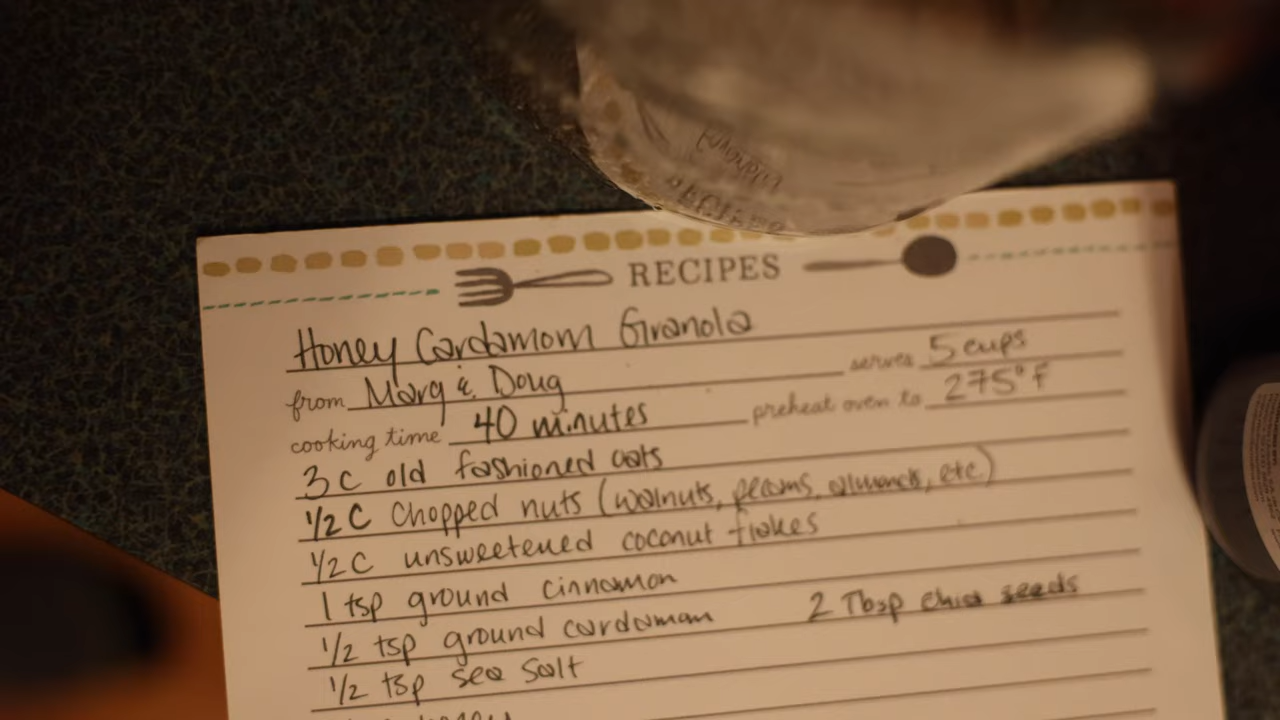 RECIPES
Honey Cardamom Granola
from Marg & Doug serves 5 cups
cooking time 40 minutes preheat oven to 275°F
3 C old fashioned oats
1/2 C Chopped nuts (walnuts, pecans, almonds, etc.)
1/2 C unsweetened coconut flakes
1 tsp ground cinnamon
1/2 tsp ground cardamom 2 Tbsp chia seeds
1/2 tsp sea salt
honey